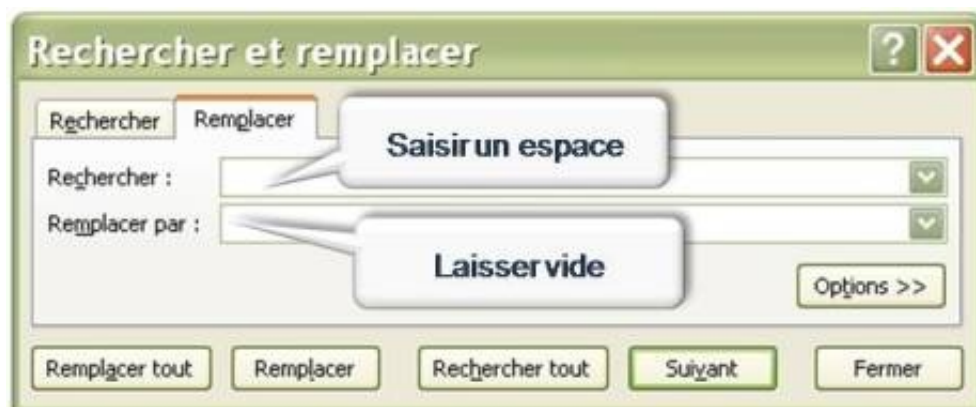 Rechercher et remplacer
Rechercher Remplacer
Saisir un espace
Rechercher :
Remplacer par :
Laisser vide
Options >>
Remplacer tout Remplacer Rechercher tout Suivant Fermer